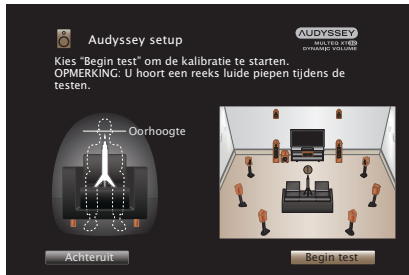 Audyssey setup
AUDYSSEY
MULTEQ XT32
DYNAMIC VOLUME
Kies “Begin test” om de kalibratie te starten.
OPMERKING: U hoort een reeks luide piepen tijdens de
testen.
Oorhoogte
Achteruit
Begin test